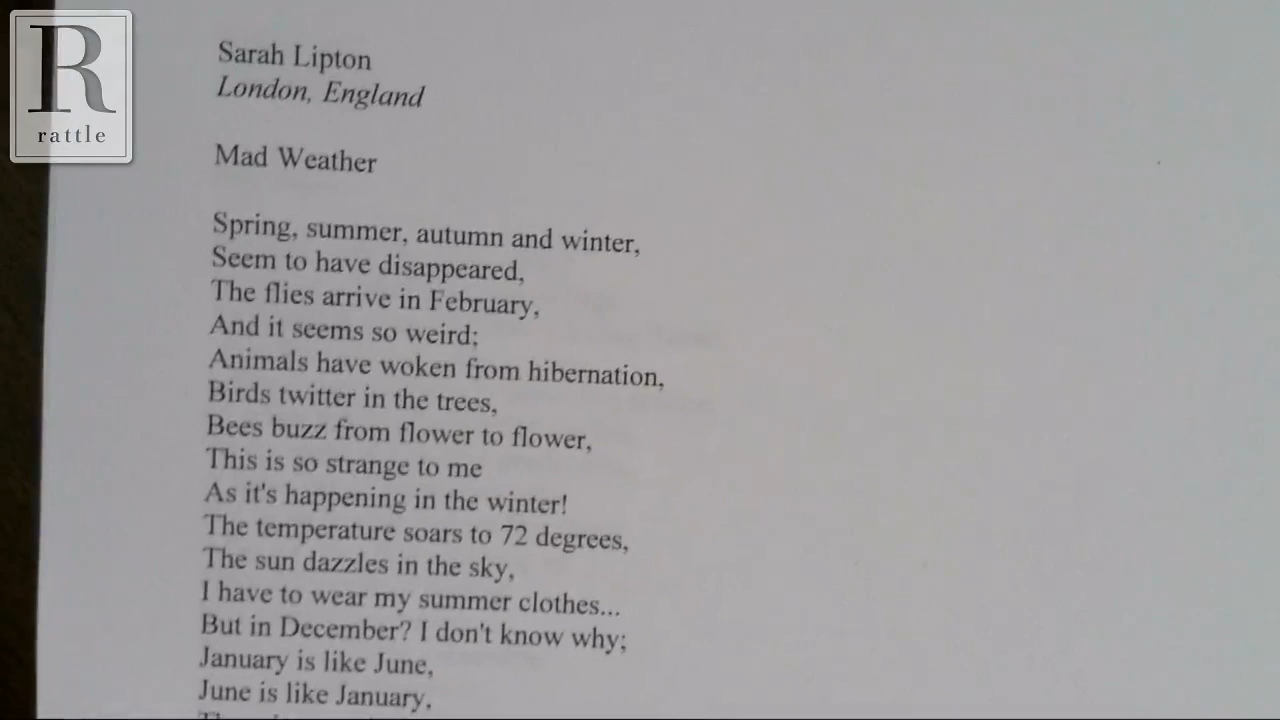 R
rattle
Sarah Lipton
London, England
Mad Weather
Spring, summer, autumn and winter,
Seem to have disappeared,
The flies arrive in February,
And it seems so weird;
Animals have woken from hibernation,
Birds twitter in the trees,
Bees buzz from flower to flower,
This is so strange to me
As it's happening in the winter!
The temperature soars to 72 degrees,
The sun dazzles in the sky,
I have to wear my summer clothes...
But in December? I don't know why;
January is like June,
June is like January,